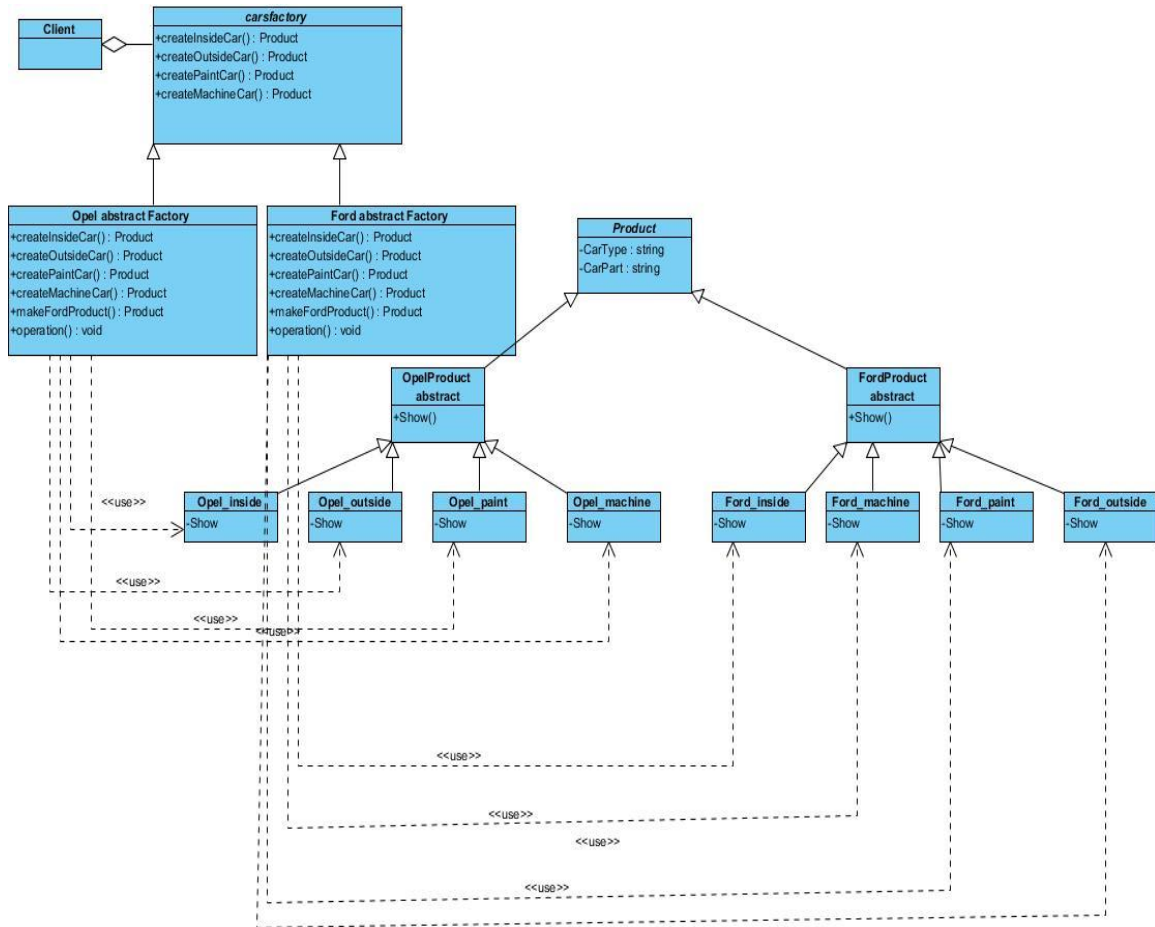 Client
carsfactory
+createInsideCar() : Product
+createOutsideCar() : Product
+createPaintCar() : Product
+createMachineCar() : Product
Opel abstract Factory
+createInsideCar() : Product
+createOutsideCar() : Product
+createPaintCar() : Product
+createMachineCar() : Product
+makeFordProduct() : Product
+operation() : void
Ford abstract Factory
+createInsideCar() : Product
+createOutsideCar() : Product
+createPaintCar() : Product
+createMachineCar() : Product
+makeFordProduct() : Product
+operation() : void
Product
-CarType : string
-CarPart : string
OpelProduct
abstract
+Show()
FordProduct
abstract
+Show()
Opel_inside
-Show
Opel_outside
-Show
Opel_paint
-Show
Opel_machine
-Show
Ford_inside
-Show
Ford_machine
-Show
Ford_paint
-Show
Ford_outside
-Show
<<use>>
<<use>>
<<use>>
<<use>>
<<use>>
<<use>>
<<use>>
<<use>>